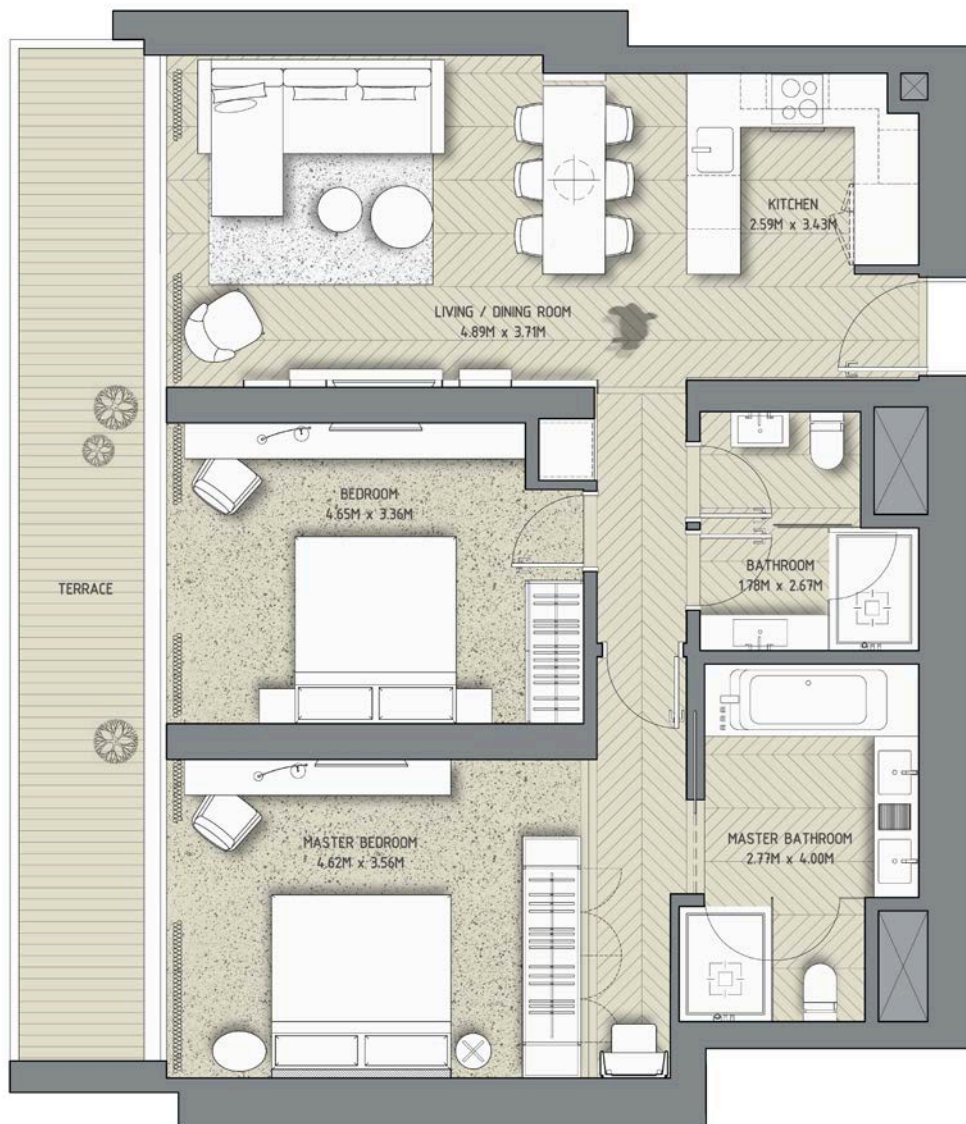 KITCHEN
2.59M x 3.43M
LIVING / DINING ROOM
4.89M x 3.71M
BEDROOM
4.65M x 3.36M
TERRACE
BATHROOM
1.78M x 2.67M
MASTER BEDROOM
4.62M x 3.56M
MASTER BATHROOM
2.77M x 4.00M